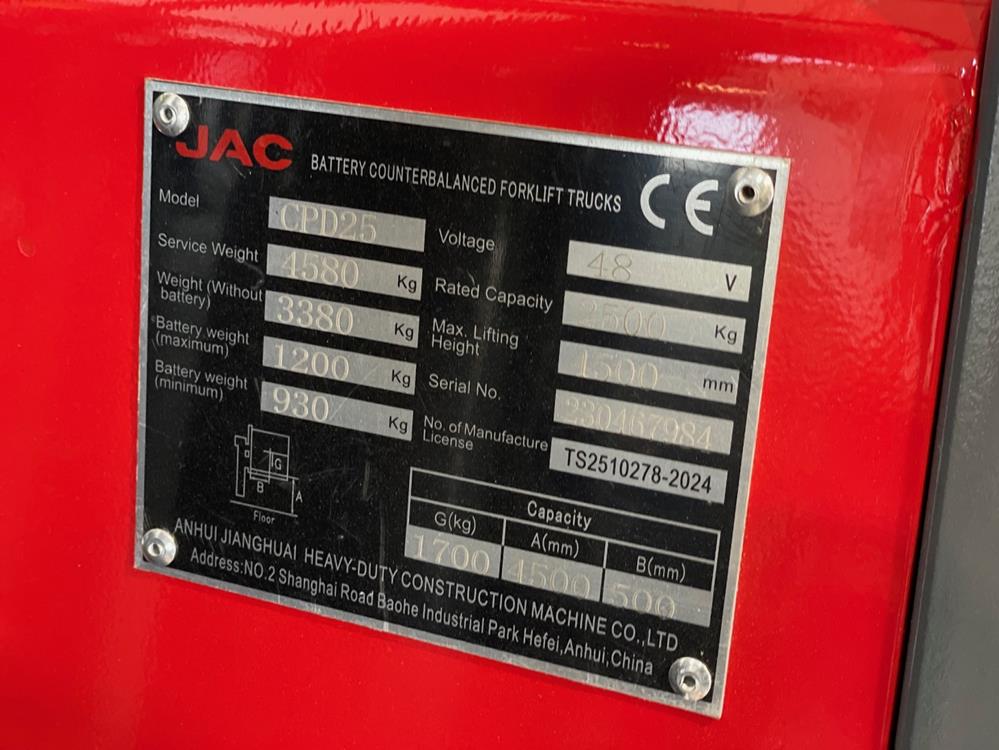 JAC BATTERY COUNTERBALANCED FORKLIFT TRUCKS CE
Model CPD25
Service Weight 4580 Kg
Weight (Without battery) 3380 Kg
Battery weight (maximum) 1200 Kg
Battery weight (minimum) 930 Kg
Voltage 48 V
Rated Capacity 2500 Kg
Max. Lifting Height 1500 mm
Serial No. 230467984
No. of Manufacture License TS2510278-2024
G
B
A
Floor
Capacity
G(kg) A(mm) B(mm)
1700 4500 500
ANHUI JIANGHUAI HEAVY-DUTY CONSTRUCTION MACHINE CO.,LTD
Address:NO.2 Shanghai Road Baohe Industrial Park Hefei,Anhui,China